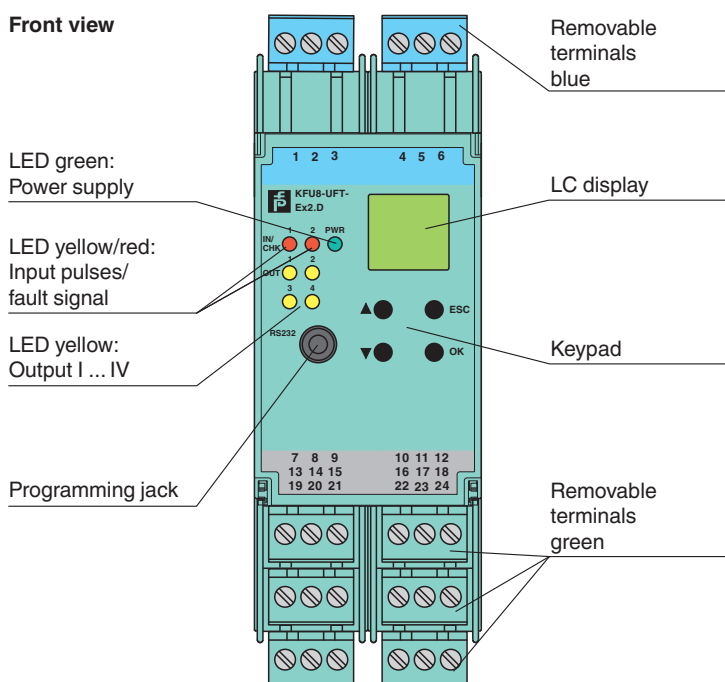 Front view
Removable
terminals
blue
1 2 3 4 5 6
LED green:
Power supply
KFU8-UFT-
Ex2.D
LC display
1 2 PWR
IN/
CHK
LED yellow/red:
Input pulses/
fault signal
1 2
OUT
3 4
▲ ESC
RS232
LED yellow:
Output I ... IV
▼ OK
Keypad
7 8 9 10 11 12
13 14 15 16 17 18
19 20 21 22 23 24
Programming jack
Removable
terminals
green